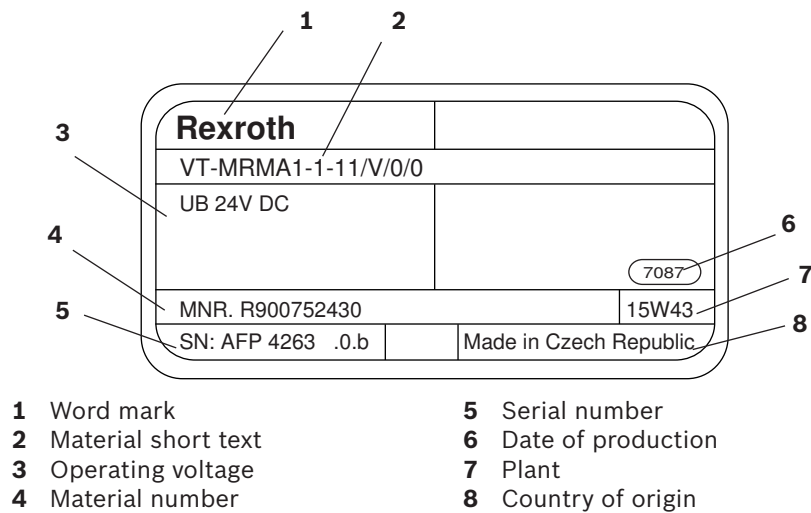 1 2
Rexroth
3
VT-MRMA1-1-11/V/0/0
UB 24V DC
6
4
7087
7
MNR. R900752430 15W43
5 SN: AFP 4263 .0.b Made in Czech Republic 8
1 Word mark
2 Material short text
3 Operating voltage
4 Material number
5 Serial number
6 Date of production
7 Plant
8 Country of origin